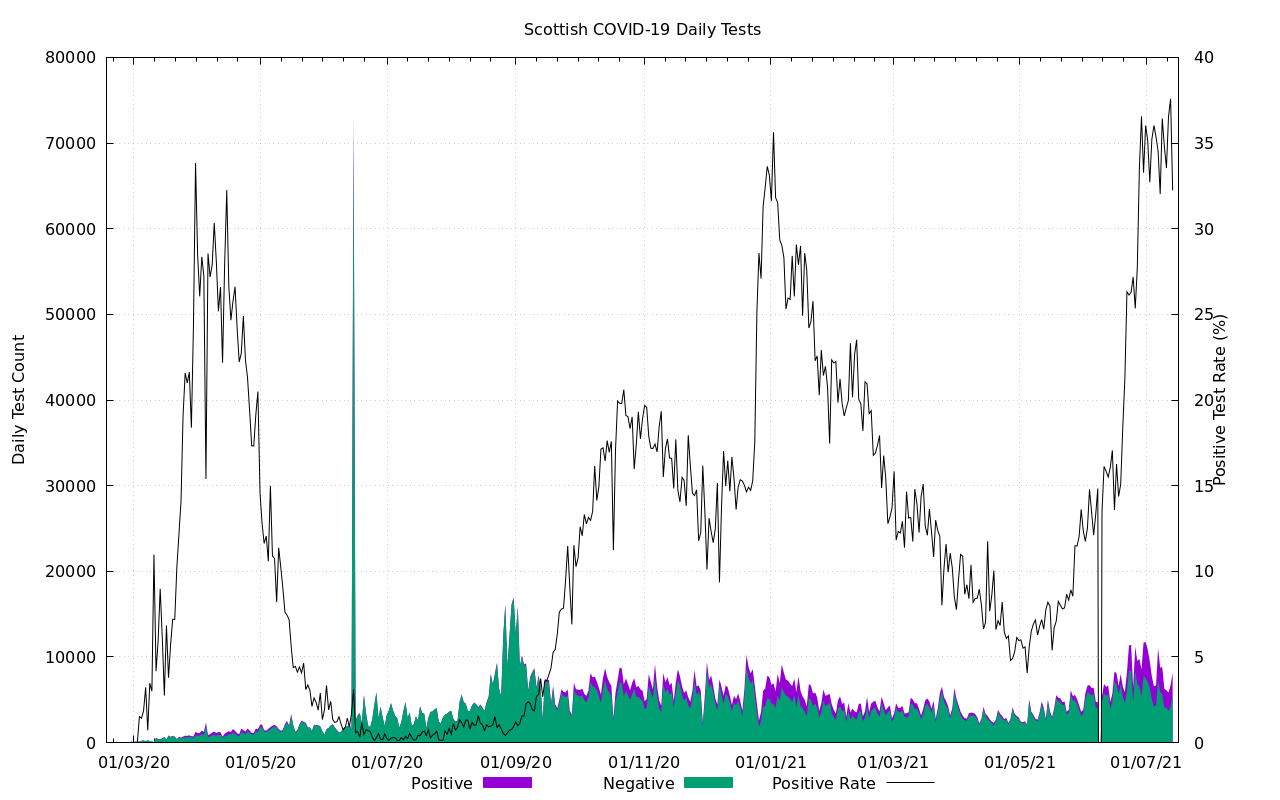 Scottish COVID-19 Daily Tests
80000 40
70000 35
60000 30
50000 25
40000 20
30000 15
20000 10
10000 5
0 0
Daily Test Count
Positive Test Rate (%)
01/03/20 01/05/20 01/07/20 01/09/20 01/11/20 01/01/21 01/03/21 01/05/21 01/07/21
Positive Negative Positive Rate